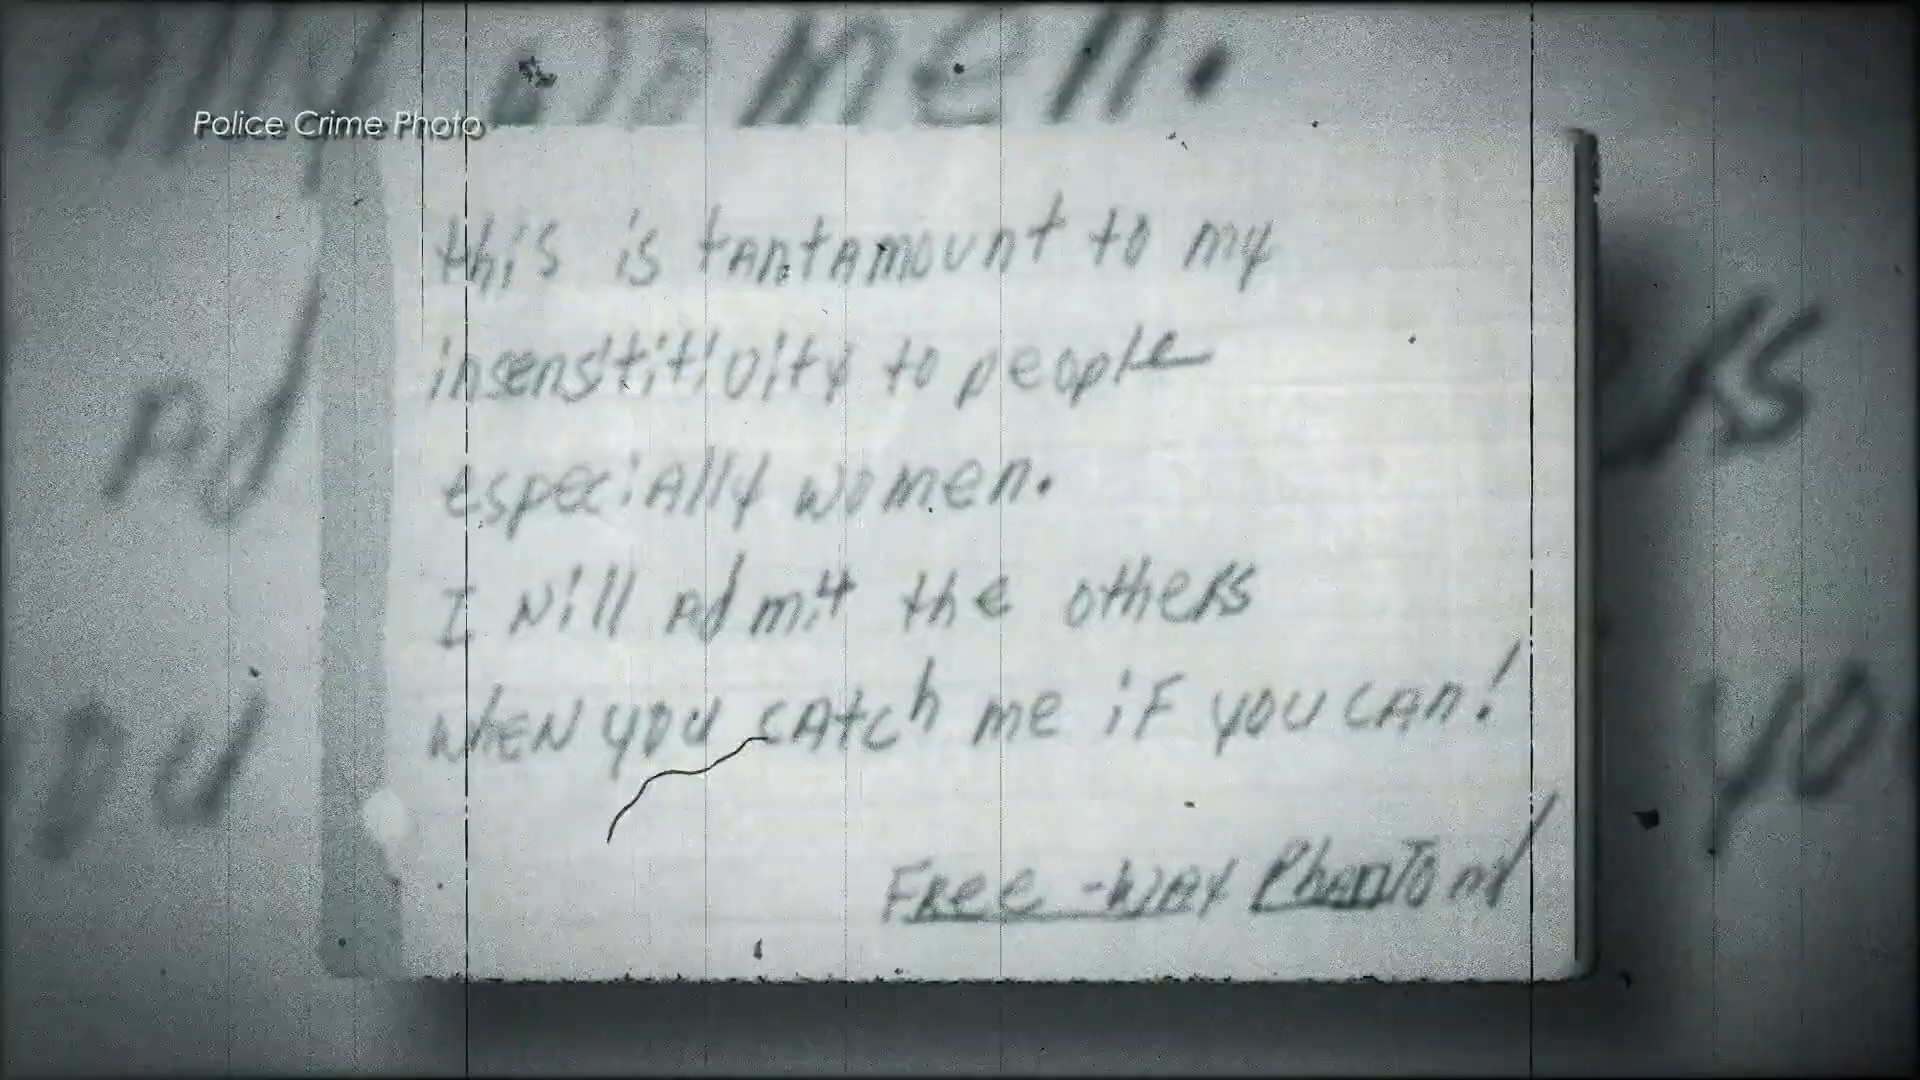 Police Crime Photo
this is tAntAmount to my
insenstitivity to people
especiAlly women.
I will Admit the otheRs
when you cAtch me iF you cAn!
FRee-wAy PhanTom